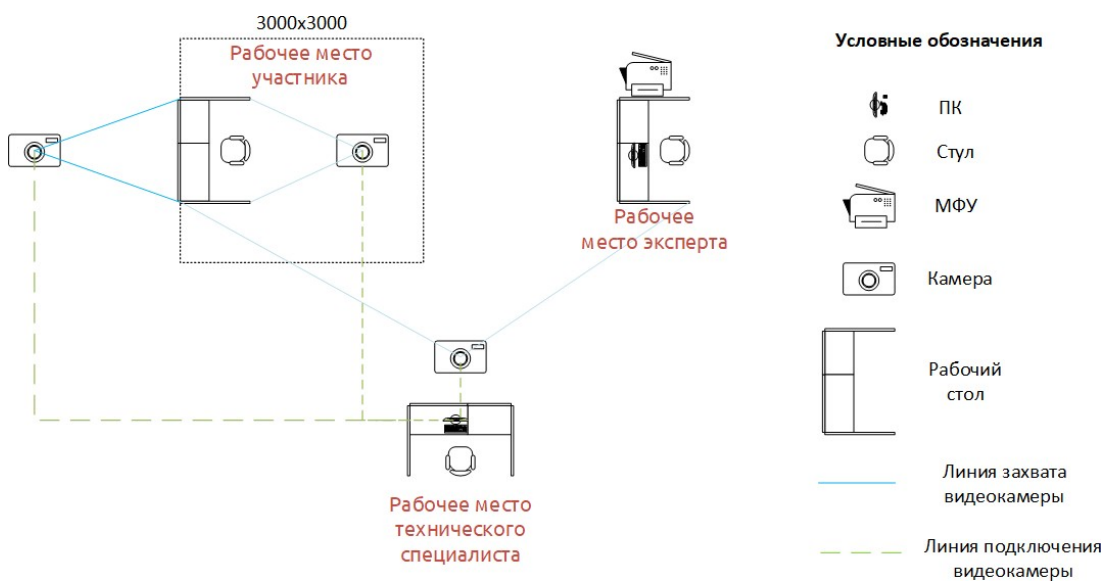 3000x3000
Рабочее место
участника
Рабочее
место эксперта
Рабочее место
технического
специалиста
Условные обозначения
ПК
Стул
МФУ
Камера
Рабочий
стол
Линия захвата
видеокамеры
Линия подключения
видеокамеры